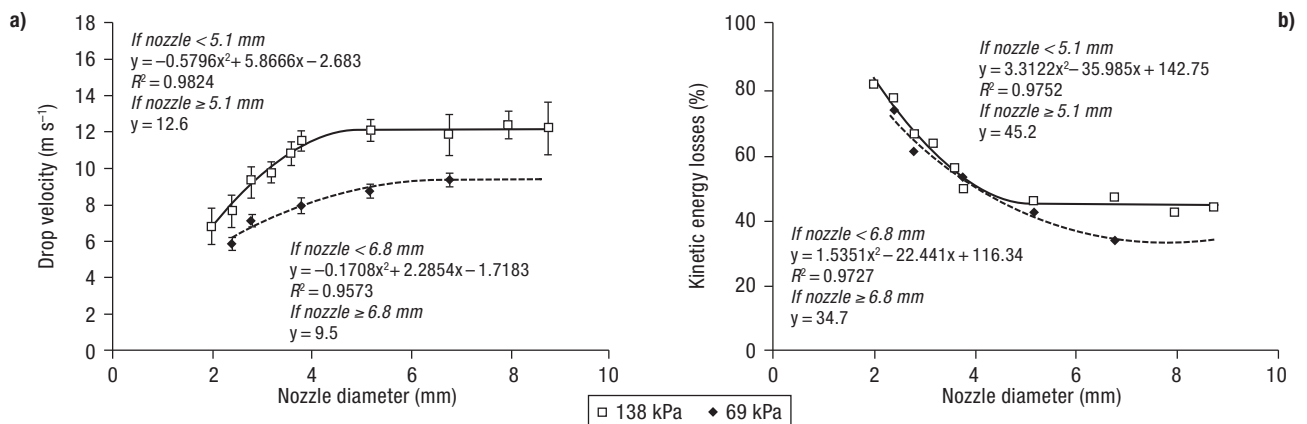 a)
Drop velocity (m s⁻¹)
18
16
14
12
10
8
6
4
2
0
If nozzle < 5.1 mm
y = –0.5796x² + 5.8666x – 2.683
R² = 0.9824
If nozzle ≥ 5.1 mm
y = 12.6
If nozzle < 6.8 mm
y = –0.1708x² + 2.2854x – 1.7183
R² = 0.9573
If nozzle ≥ 6.8 mm
y = 9.5
0 2 4 6 8 10
Nozzle diameter (mm)
b)
Kinetic energy losses (%)
100
80
60
40
20
0
If nozzle < 5.1 mm
y = 3.3122x² – 35.985x + 142.75
R² = 0.9752
If nozzle ≥ 5.1 mm
y = 45.2
If nozzle < 6.8 mm
y = 1.5351x² – 22.441x + 116.34
R² = 0.9727
If nozzle ≥ 6.8 mm
y = 34.7
0 2 4 6 8 10
Nozzle diameter (mm)
138 kPa 69 kPa